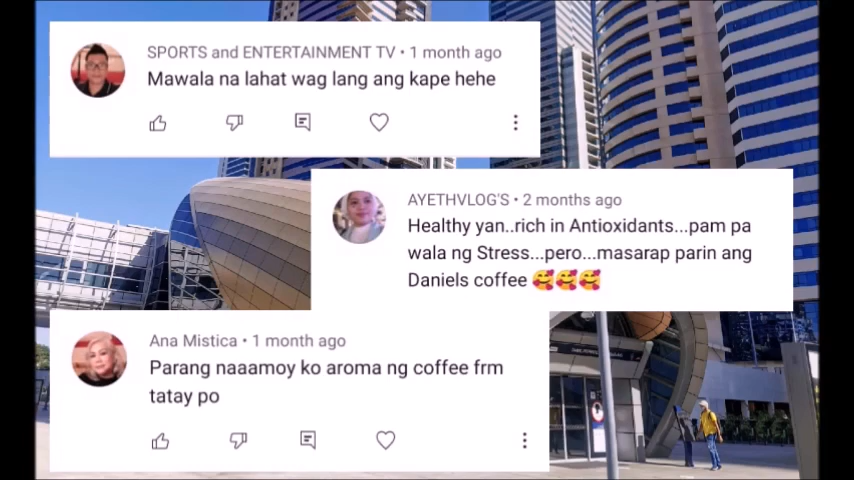 SPORTS and ENTERTAINMENT TV • 1 month ago
Mawala na lahat wag lang ang kape hehe
AYETHVLOG'S • 2 months ago
Healthy yan..rich in Antioxidants...pam pa
wala ng Stress...pero...masarap parin ang
Daniels coffee 🥰🥰🥰
Ana Mistica • 1 month ago
Parang naaamoy ko aroma ng coffee frm
tatay po